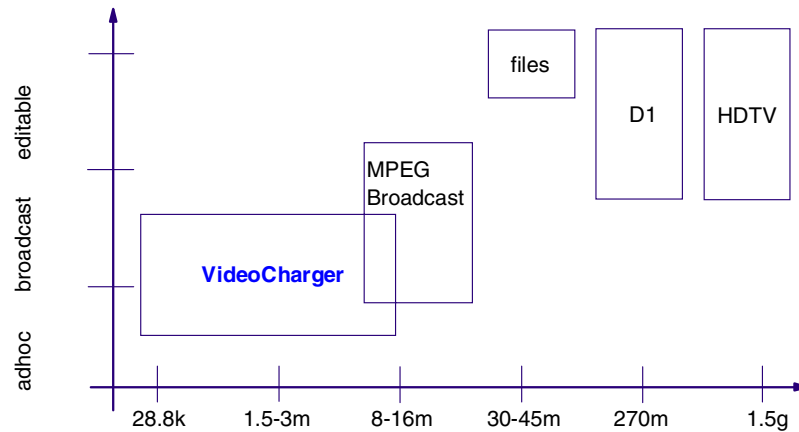 files
D1
HDTV
MPEG
Broadcast
VideoCharger
editable
broadcast
adhoc
28.8k
1.5-3m
8-16m
30-45m
270m
1.5g